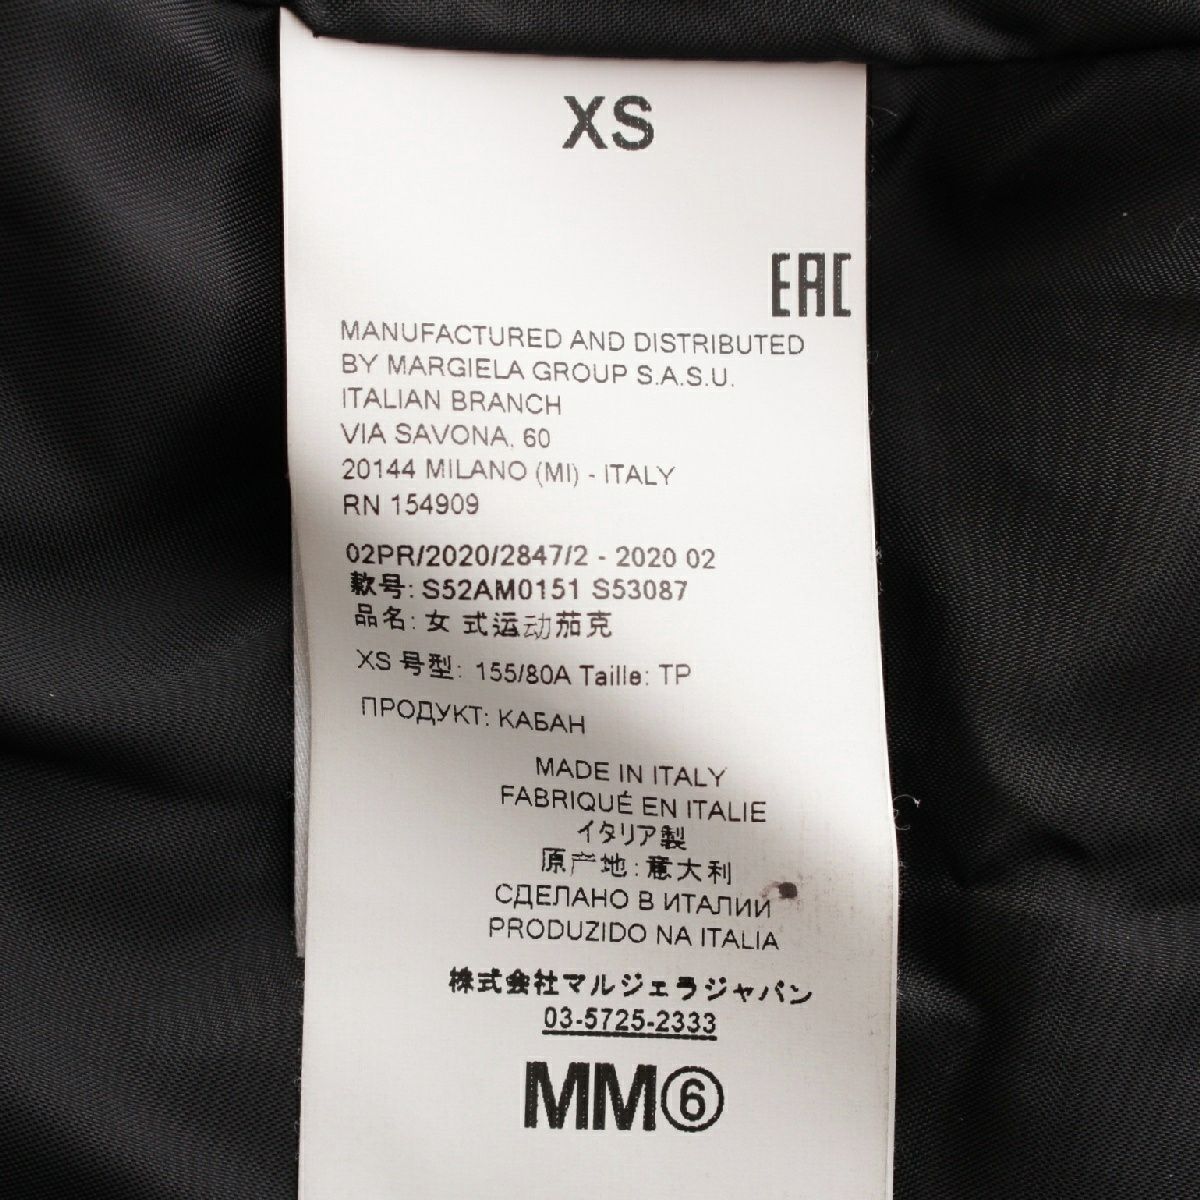 XS
EAC
MANUFACTURED AND DISTRIBUTED
BY MARGIELA GROUP S.A.S.U.
ITALIAN BRANCH
VIA SAVONA, 60
20144 MILANO (MI) - ITALY
RN 154909
02PR/2020/2847/2 - 2020 02
款号: S52AM0151 S53087
品名: 女 式运动茄克
XS 号型: 155/80A Taille: TP
ПРОДУКТ: КАБАН
MADE IN ITALY
FABRIQUÉ EN ITALIE
イタリア製
原产地: 意大利
СДЕЛАНО В ИТАЛИИ
PRODUZIDO NA ITALIA
株式会社マルジェラジャパン
03-5725-2333
MM⑥